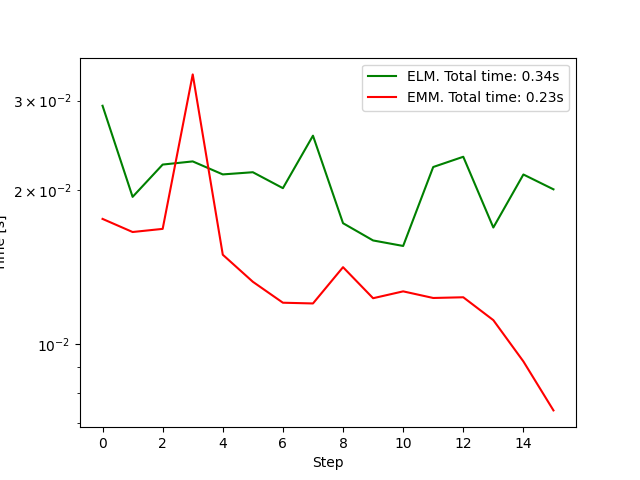 ELM. Total time: 0.34s
EMM. Total time: 0.23s
3 × 10⁻²
2 × 10⁻²
10⁻²
[s]
0 2 4 6 8 10 12 14
Step